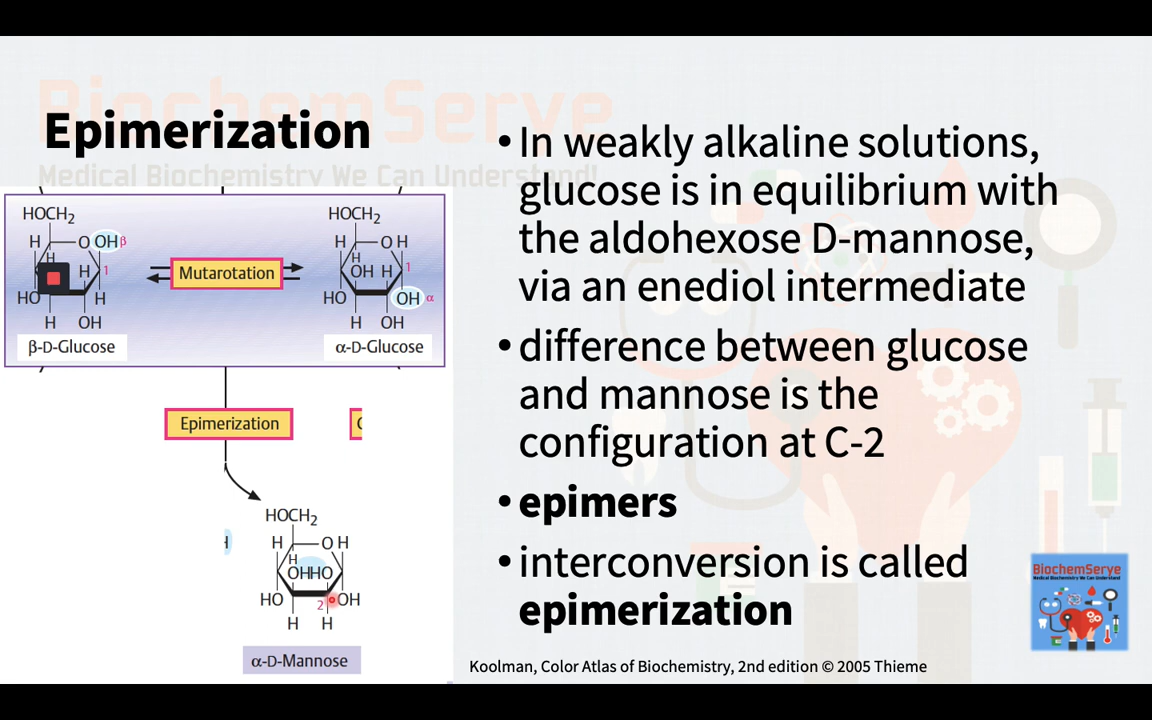 BiochemServe
Medical Biochemistry We Can Understand!
Epimerization
HOCH2
H
O OH β
H
H
1
HO
H
H
OH
β-D-Glucose
Mutarotation
HOCH2
H
O H
H
OH H
1
HO
OH α
H
OH
α-D-Glucose
Epimerization
HOCH2
H
O H
H
OHHO
HO
2
OH
H
H
α-D-Mannose
• In weakly alkaline solutions,
glucose is in equilibrium with
the aldohexose D-mannose,
via an enediol intermediate
• difference between glucose
and mannose is the
configuration at C-2
• epimers
• interconversion is called
epimerization
BiochemServe
Medical Biochemistry We Can Understand
Koolman, Color Atlas of Biochemistry, 2nd edition © 2005 Thieme